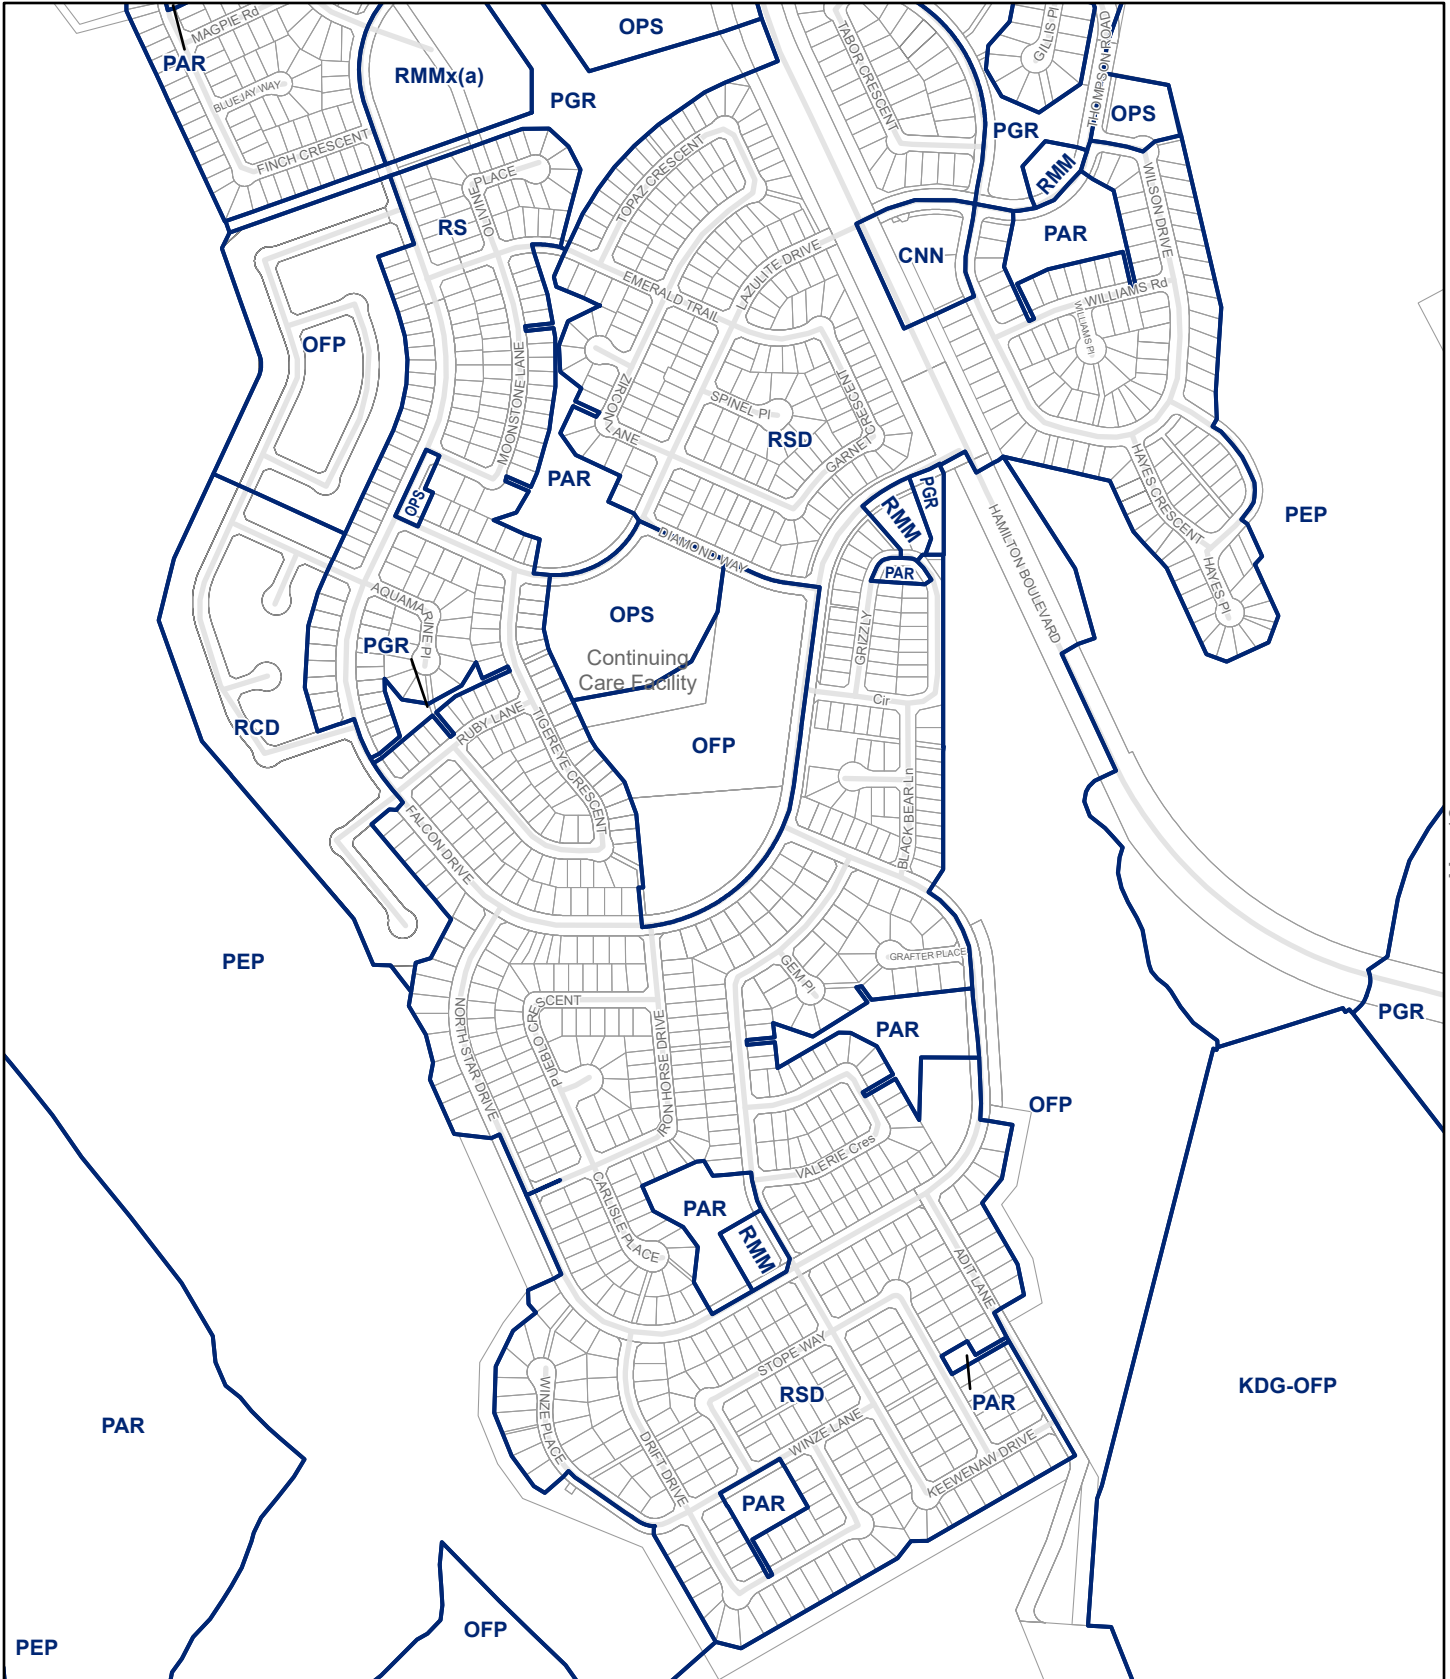 MAGPIE Rd
PAR
BLUEJAY WAY
FINCH CRESCENT
RMMx(a)
OPS
PGR
TABOR CRESCENT
GILLIS Pl
THOMPSON ROAD
OPS
PGR
RMM
WILSON DRIVE
OLIVINE
PLACE
RS
TOPAZ CRESCENT
LAZULITE DRIVE
EMERALD TRAIL
CNN
PAR
WILLIAMS Rd
WILLIAMS Pl
OFP
MOONSTONE LANE
ZIRCON
LANE
SPINEL Pl
RSD
GARNET
CRESCENT
PAR
OPS
HAYES CRESCENT
HAYES Pl
PEP
PGR
RMM
PAR
HAMILTON BOULEVARD
DIAMOND WAY
AQUAMARINE Pl
PGR
OPS
Continuing
Care Facility
GRIZZLY
Cir
RCD
RUBY LANE
TIGEREYE CRESCENT
OFP
BLACK BEAR Ln
FALCON DRIVE
PEP
GRAFTER PLACE
GEM Pl
PUEBLO CRESCENT
NORTH STAR DRIVE
IRON HORSE DRIVE
PAR
PGR
OFP
VALERIE Cres
CARLISLE PLACE
PAR
RMM
ADIT LANE
STOPE WAY
RSD
WINZE PLACE
WINZE LANE
DRIFT DRIVE
PAR
KEEWENAW DRIVE
KDG-OFP
PAR
PAR
OFP
PEP